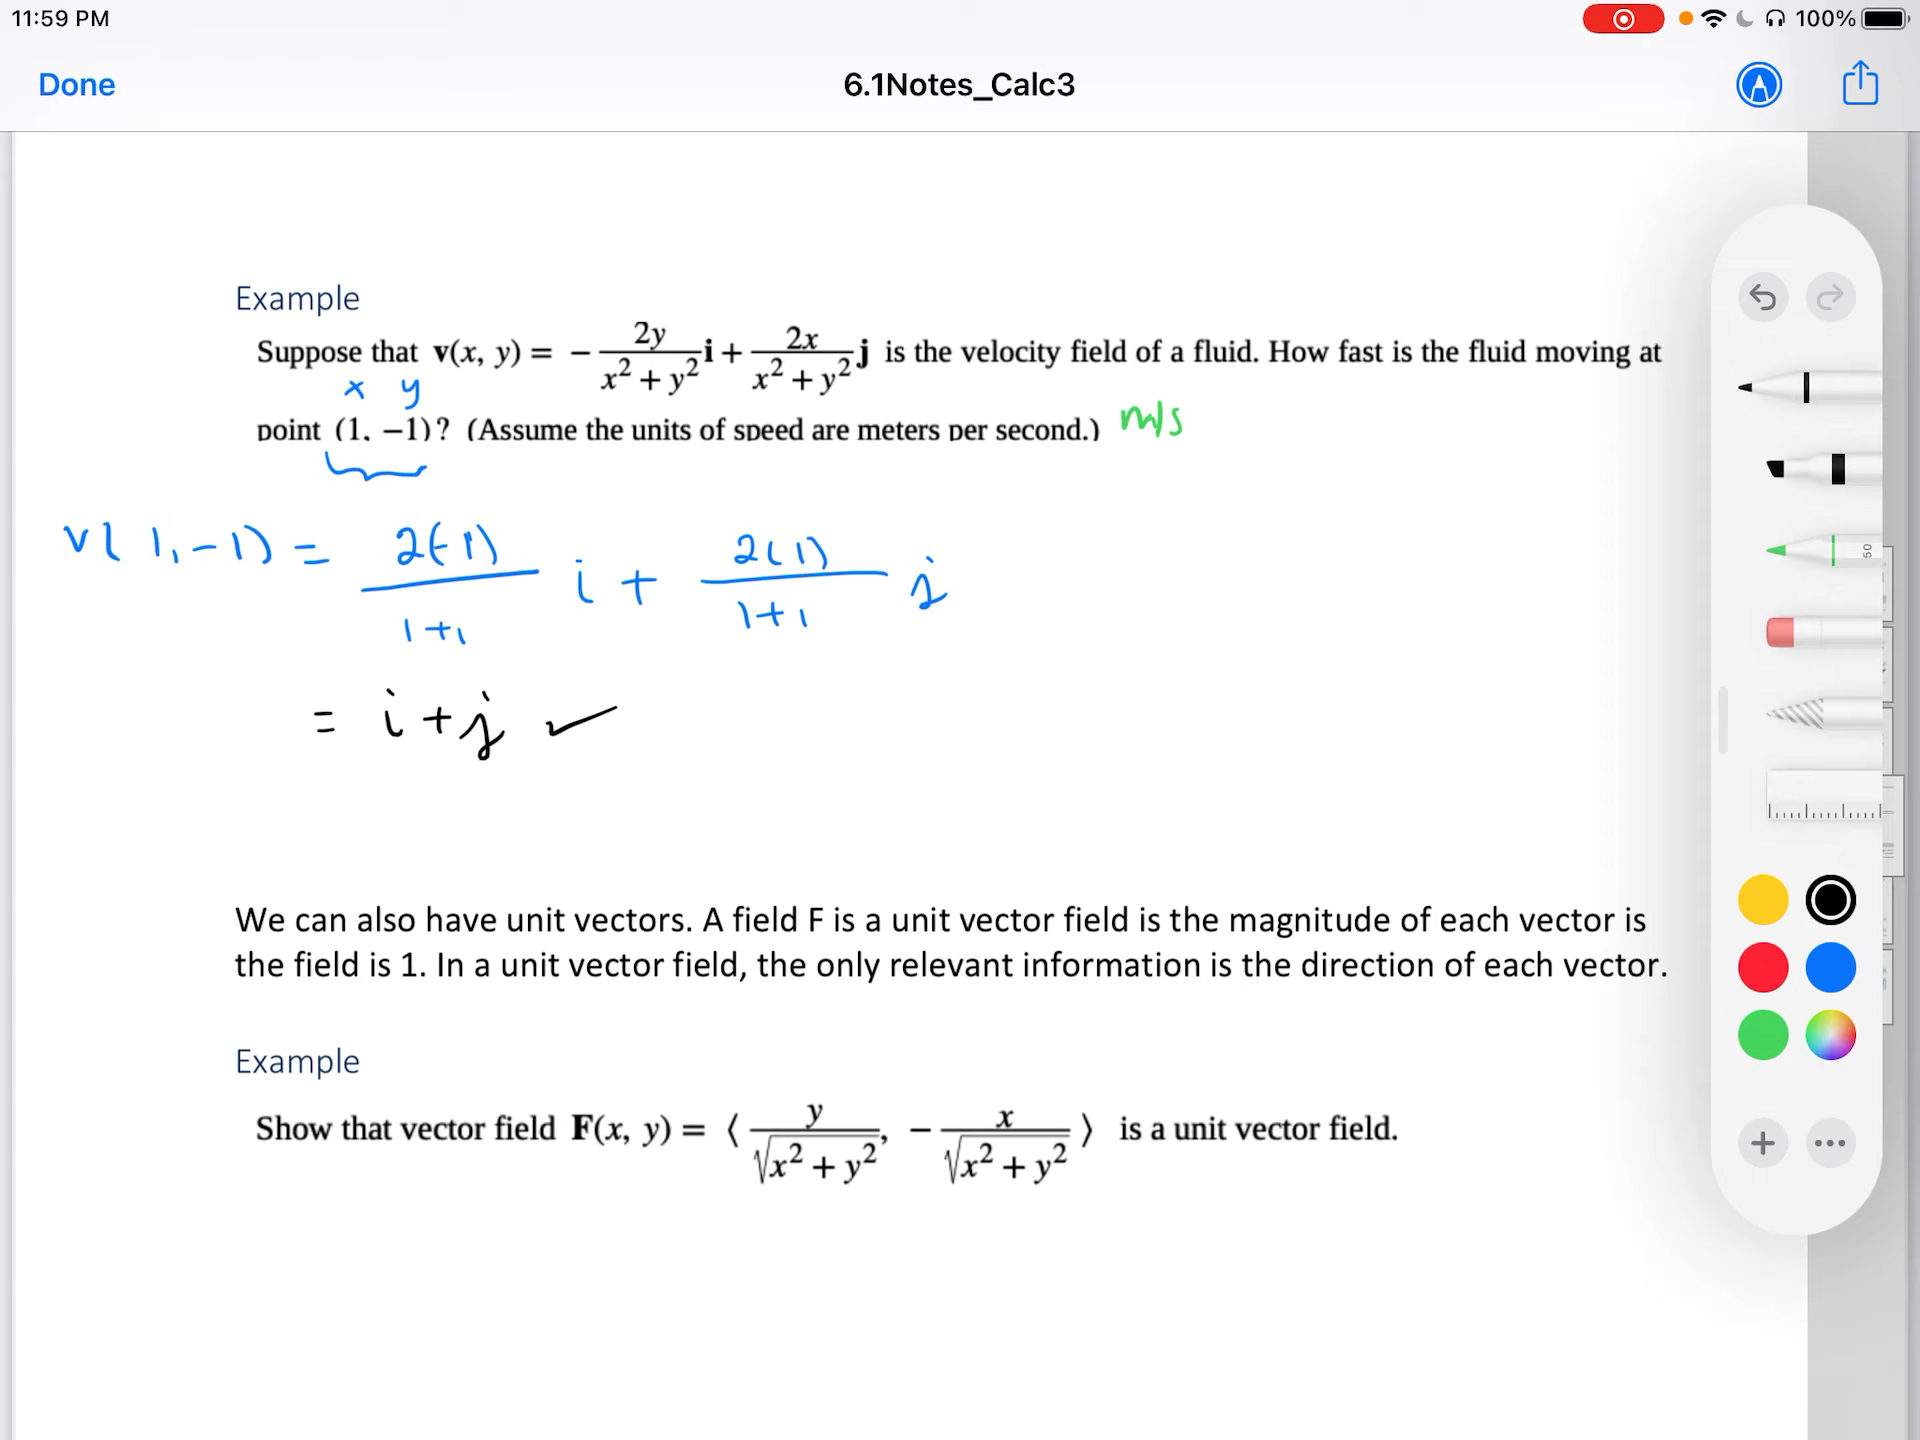 11:59 PM
100%
Done
6.1Notes_Calc3
Example
Suppose that v(x, y) = − 2y/(x² + y²) i + 2x/(x² + y²) j is the velocity field of a fluid. How fast is the fluid moving at
x y
point (1, −1)? (Assume the units of speed are meters per second.) m/s
v(1, -1) = 2(-1)/(1+1) i + 2(1)/(1+1) j
= i + j ✓
50
We can also have unit vectors. A field F is a unit vector field is the magnitude of each vector is
the field is 1. In a unit vector field, the only relevant information is the direction of each vector.
Example
Show that vector field F(x, y) = ⟨ y/√(x² + y²), − x/√(x² + y²) ⟩ is a unit vector field.